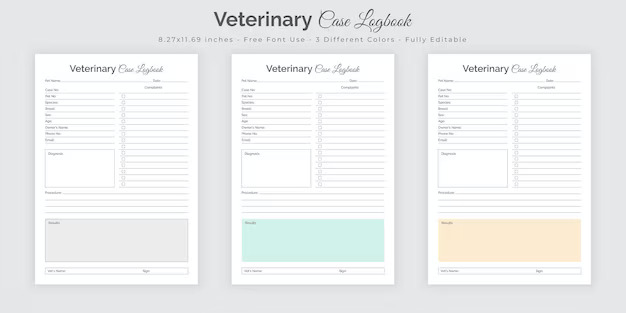 Veterinary Case Logbook
8.27x11.69 inches - Free Font Use - 3 Different Colors - Fully Editable
Veterinary Case Logbook
Pet Name: Date:
Case No: Complaints:
Pet No:
Species:
Breed:
Sex:
Age:
Owner's Name:
Phone No:
Email:
Diagnose:
Procedure:
Results:
Vet's Name: Sign:
Veterinary Case Logbook
Pet Name: Date:
Case No: Complaints:
Pet No:
Species:
Breed:
Sex:
Age:
Owner's Name:
Phone No:
Email:
Diagnose:
Procedure:
Results:
Vet's Name: Sign:
Veterinary Case Logbook
Pet Name: Date:
Case No: Complaints:
Pet No:
Species:
Breed:
Sex:
Age:
Owner's Name:
Phone No:
Email:
Diagnose:
Procedure:
Results:
Vet's Name: Sign: